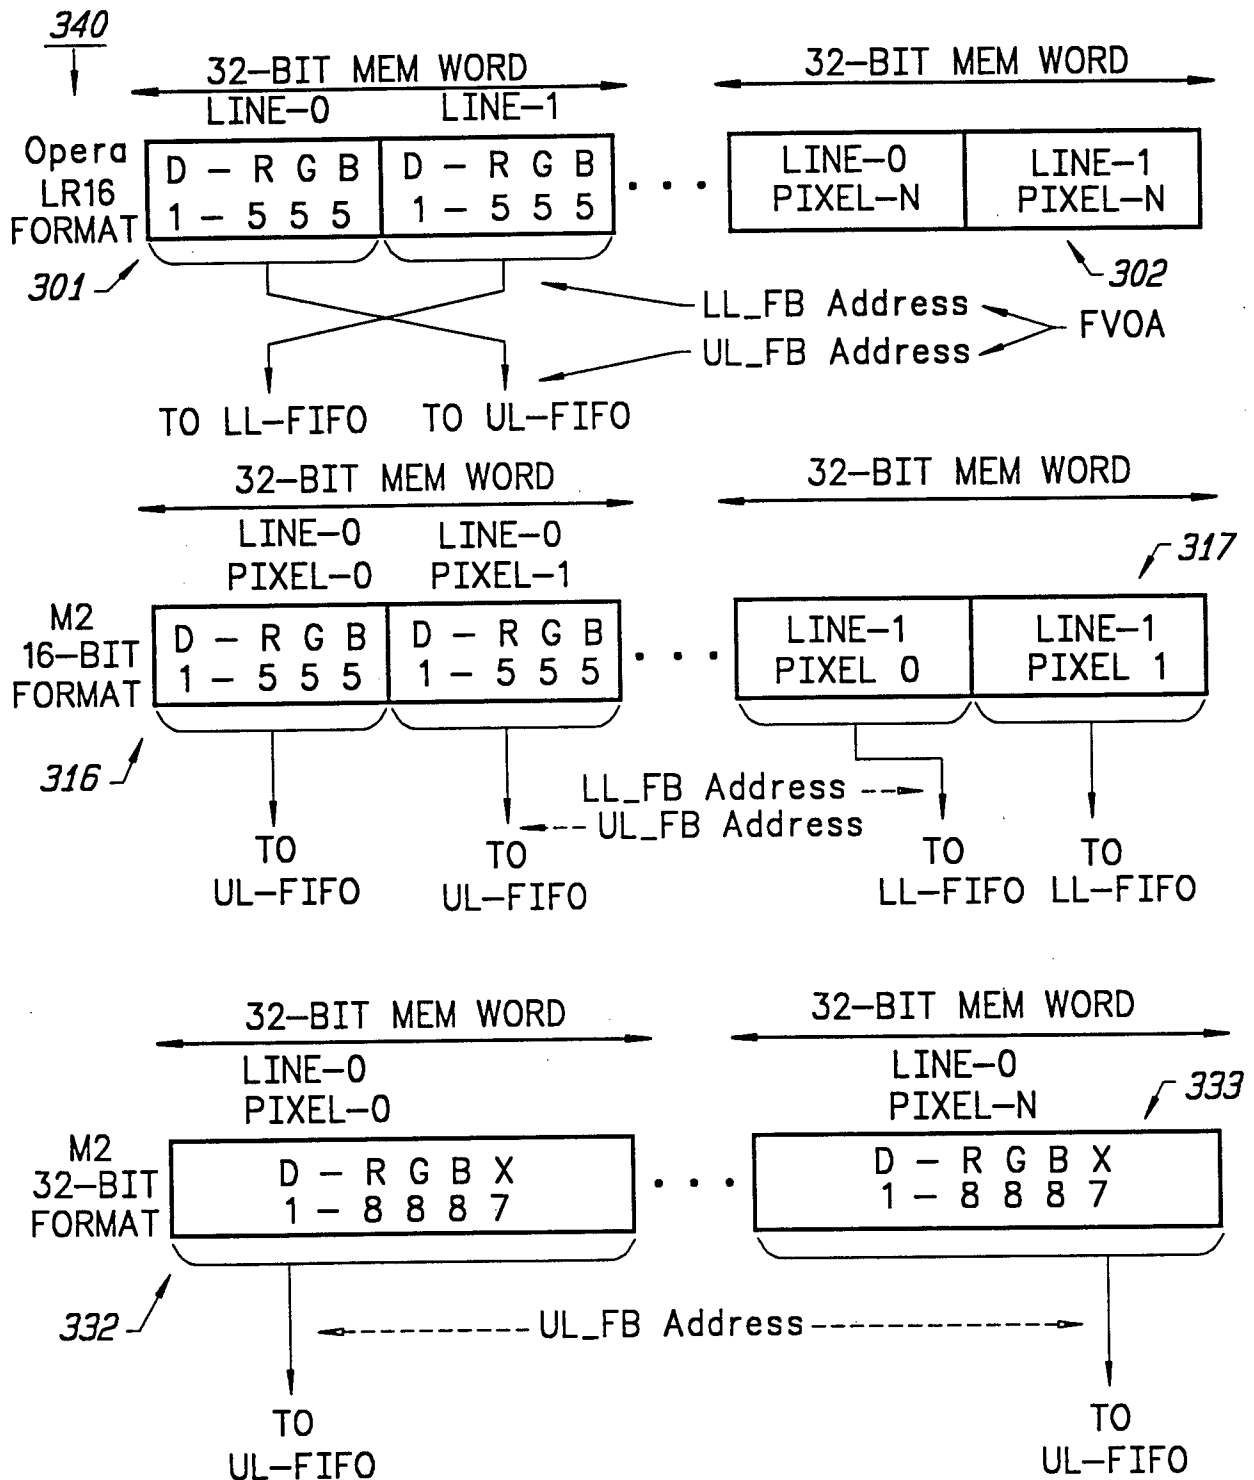 340
32-BIT MEM WORD
32-BIT MEM WORD
LINE-0 LINE-1
Opera
LR16
FORMAT
D - R G B
1 - 5 5 5
D - R G B
1 - 5 5 5
. . .
LINE-0
PIXEL-N
LINE-1
PIXEL-N
301
302
LL_FB Address
UL_FB Address
FVOA
TO LL-FIFO TO UL-FIFO
32-BIT MEM WORD
32-BIT MEM WORD
LINE-0
PIXEL-0
LINE-0
PIXEL-1
317
M2
16-BIT
FORMAT
D - R G B
1 - 5 5 5
D - R G B
1 - 5 5 5
. . .
LINE-1
PIXEL 0
LINE-1
PIXEL 1
316
LL_FB Address
UL_FB Address
TO
UL-FIFO
TO
UL-FIFO
TO
LL-FIFO
TO
LL-FIFO
32-BIT MEM WORD
32-BIT MEM WORD
LINE-0
PIXEL-0
LINE-0
PIXEL-N
333
M2
32-BIT
FORMAT
D - R G B X
1 - 8 8 8 7
. . .
D - R G B X
1 - 8 8 8 7
332
UL_FB Address
TO
UL-FIFO
TO
UL-FIFO